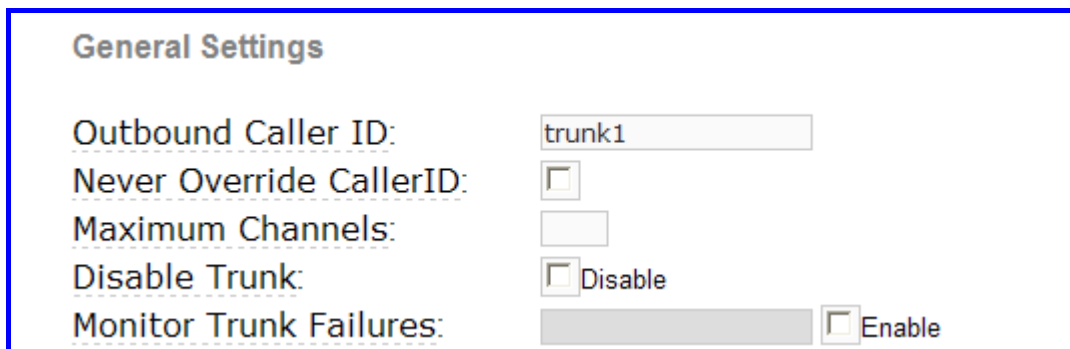 General Settings
Outbound Caller ID: trunk1
Never Override CallerID:
Maximum Channels:
Disable Trunk: Disable
Monitor Trunk Failures: Enable